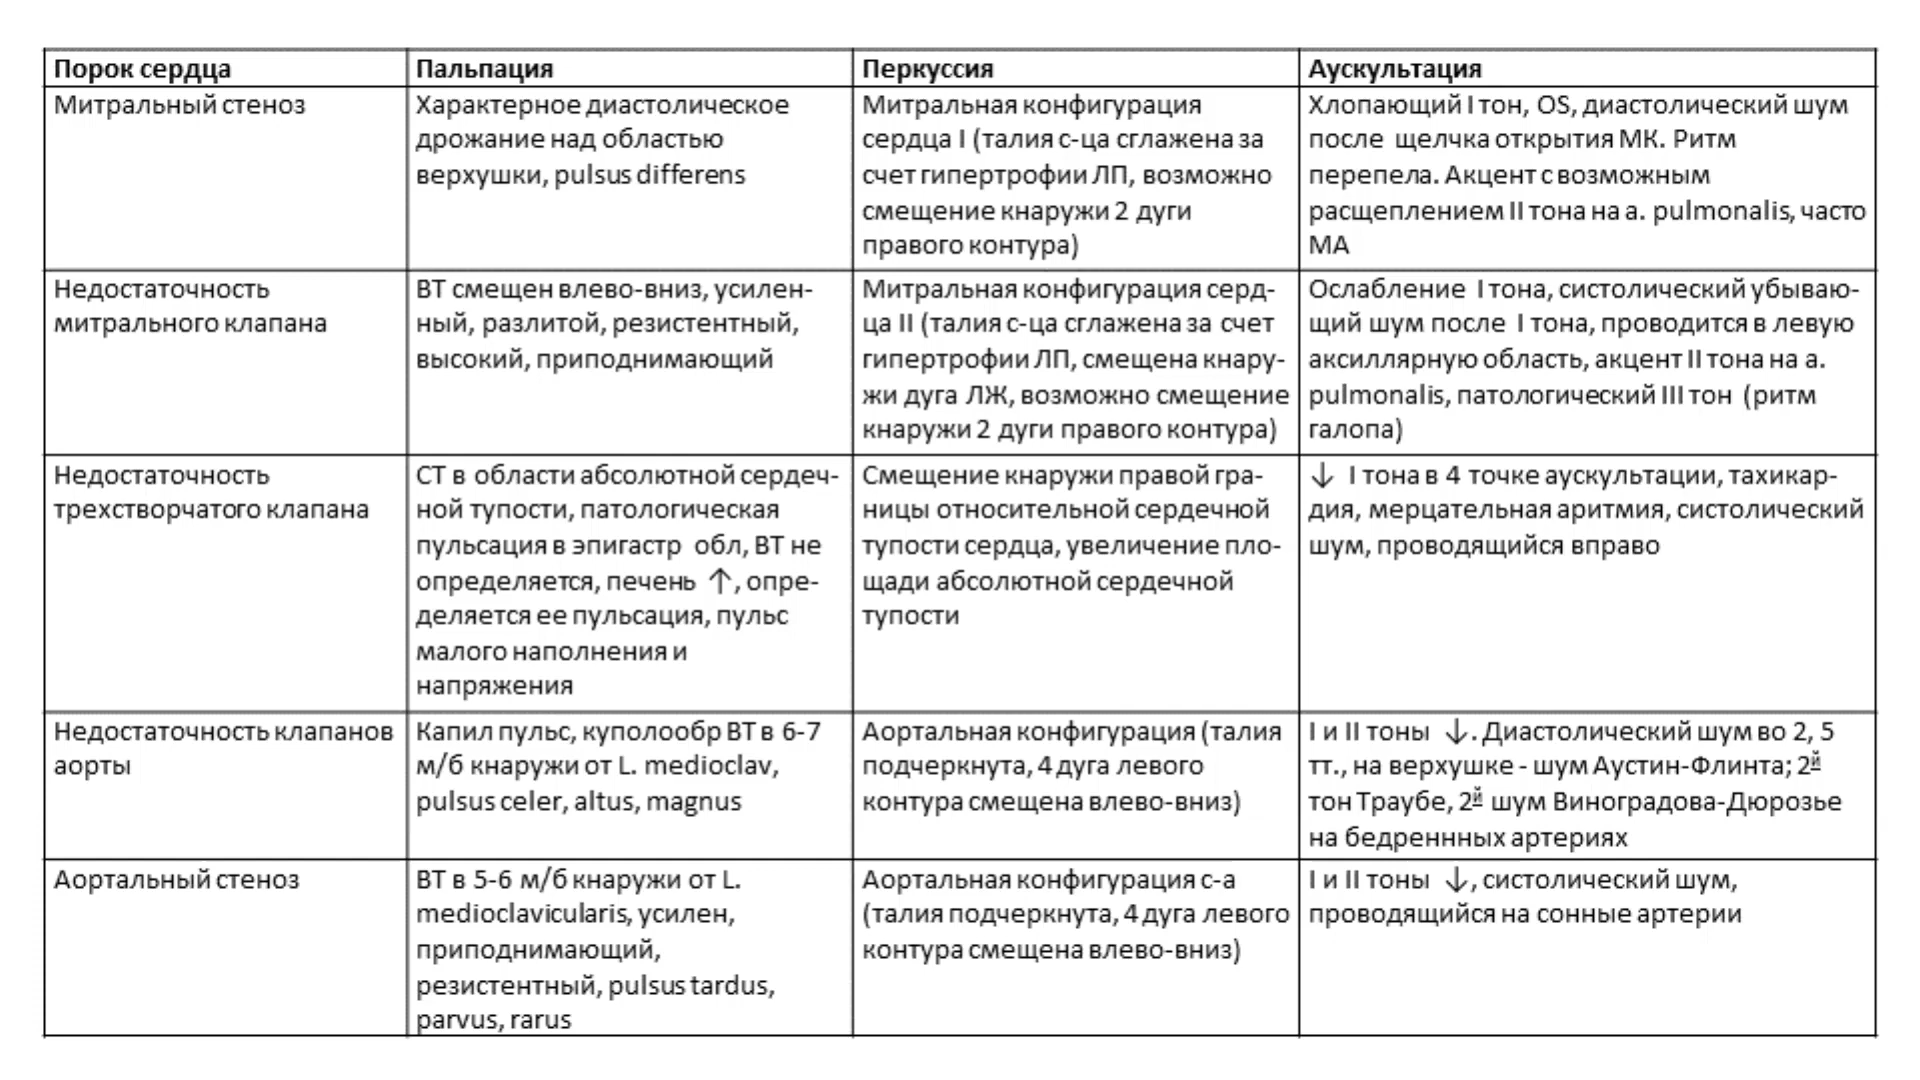 Порок сердца
Пальпация
Перкуссия
Аускультация
Митральный стеноз
Характерное диастолическое
дрожание над областью
верхушки, pulsus differens
Митральная конфигурация
сердца I (талия с-ца сглажена за
счет гипертрофии ЛП, возможно
смещение кнаружи 2 дуги
правого контура)
Хлопающий I тон, OS, диастолический шум
после щелчка открытия МК. Ритм
перепела. Акцент с возможным
расщеплением II тона на a. pulmonalis, часто
МА
Недостаточность
митрального клапана
ВТ смещен влево-вниз, усилен-
ный, разлитой, резистентный,
высокий, приподнимающий
Митральная конфигурация серд-
ца II (талия с-ца сглажена за счет
гипертрофии ЛП, смещена кнару-
жи дуга ЛЖ, возможно смещение
кнаружи 2 дуги правого контура)
Ослабление I тона, систолический убываю-
щий шум после I тона, проводится в левую
аксиллярную область, акцент II тона на a.
pulmonalis, патологический III тон (ритм
галопа)
Недостаточность
трехстворчатого клапана
СТ в области абсолютной сердеч-
ной тупости, патологическая
пульсация в эпигастр обл, ВТ не
определяется, печень ↑, опре-
деляется ее пульсация, пульс
малого наполнения и
напряжения
Смещение кнаружи правой гра-
ницы относительной сердечной
тупости сердца, увеличение пло-
щади абсолютной сердечной
тупости
↓ I тона в 4 точке аускультации, тахикар-
дия, мерцательная аритмия, систолический
шум, проводящийся вправо
Недостаточность клапанов
аорты
Капил пульс, куполообр ВТ в 6-7
м/б кнаружи от L. medioclav,
pulsus celer, altus, magnus
Аортальная конфигурация (талия
подчеркнута, 4 дуга левого
контура смещена влево-вниз)
I и II тоны ↓. Диастолический шум во 2, 5
тт., на верхушке - шум Аустин-Флинта; 2й
тон Траубе, 2й шум Виноградова-Дюрозье
на бедреннных артериях
Аортальный стеноз
ВТ в 5-6 м/б кнаружи от L.
medioclavicularis, усилен,
приподнимающий,
резистентный, pulsus tardus,
parvus, rarus
Аортальная конфигурация с-а
(талия подчеркнута, 4 дуга левого
контура смещена влево-вниз)
I и II тоны ↓, систолический шум,
проводящийся на сонные артерии